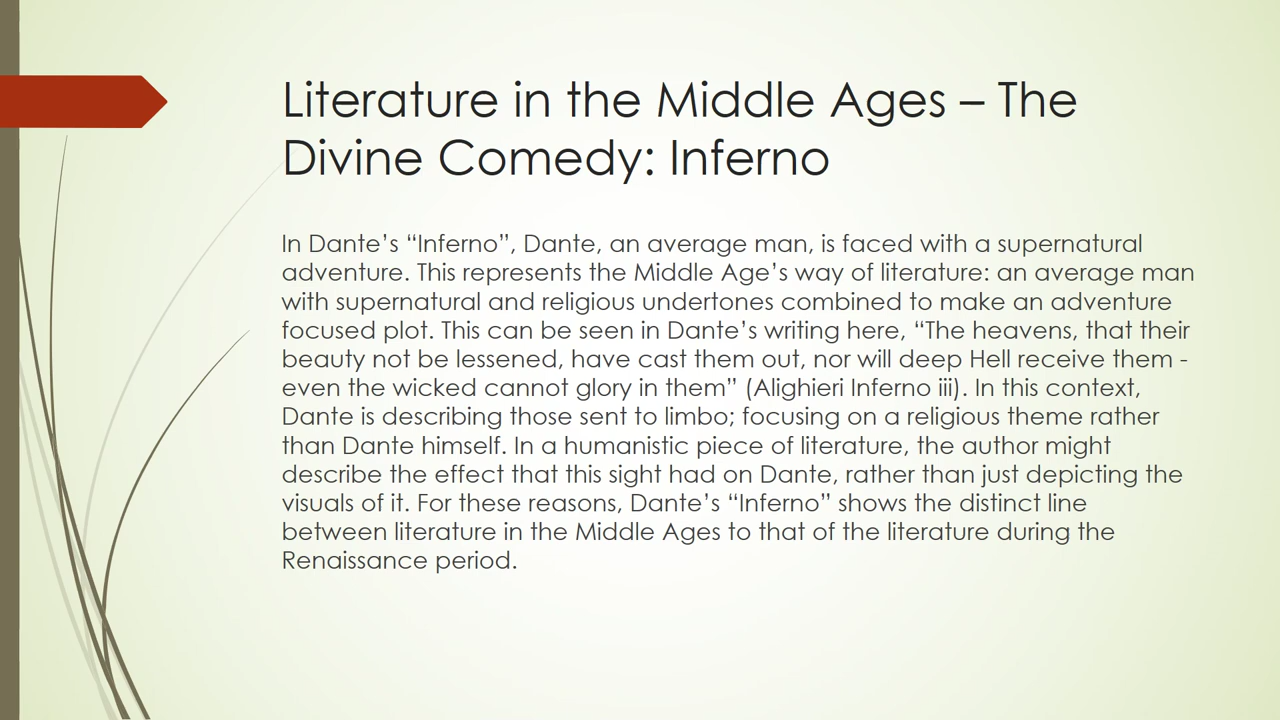 Literature in the Middle Ages – The
Divine Comedy: Inferno
In Dante’s “Inferno”, Dante, an average man, is faced with a supernatural
adventure. This represents the Middle Age’s way of literature: an average man
with supernatural and religious undertones combined to make an adventure
focused plot. This can be seen in Dante’s writing here, “The heavens, that their
beauty not be lessened, have cast them out, nor will deep Hell receive them -
even the wicked cannot glory in them” (Alighieri Inferno iii). In this context,
Dante is describing those sent to limbo; focusing on a religious theme rather
than Dante himself. In a humanistic piece of literature, the author might
describe the effect that this sight had on Dante, rather than just depicting the
visuals of it. For these reasons, Dante’s “Inferno” shows the distinct line
between literature in the Middle Ages to that of the literature during the
Renaissance period.